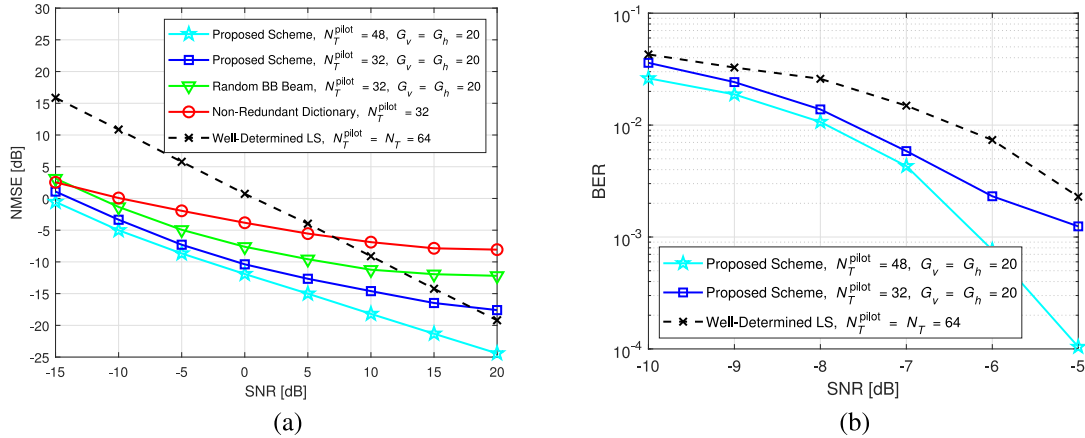 30
25
20
15
10
5
0
-5
-10
-15
-20
-25
NMSE [dB]
Proposed Scheme, N_T^pilot = 48, G_v = G_h = 20
Proposed Scheme, N_T^pilot = 32, G_v = G_h = 20
Random BB Beam, N_T^pilot = 32, G_v = G_h = 20
Non-Redundant Dictionary, N_T^pilot = 32
Well-Determined LS, N_T^pilot = N_T = 64
-15 -10 -5 0 5 10 15 20
SNR [dB]
(a)
10^-1
10^-2
10^-3
10^-4
BER
Proposed Scheme, N_T^pilot = 48, G_v = G_h = 20
Proposed Scheme, N_T^pilot = 32, G_v = G_h = 20
Well-Determined LS, N_T^pilot = N_T = 64
-10 -9 -8 -7 -6 -5
SNR [dB]
(b)